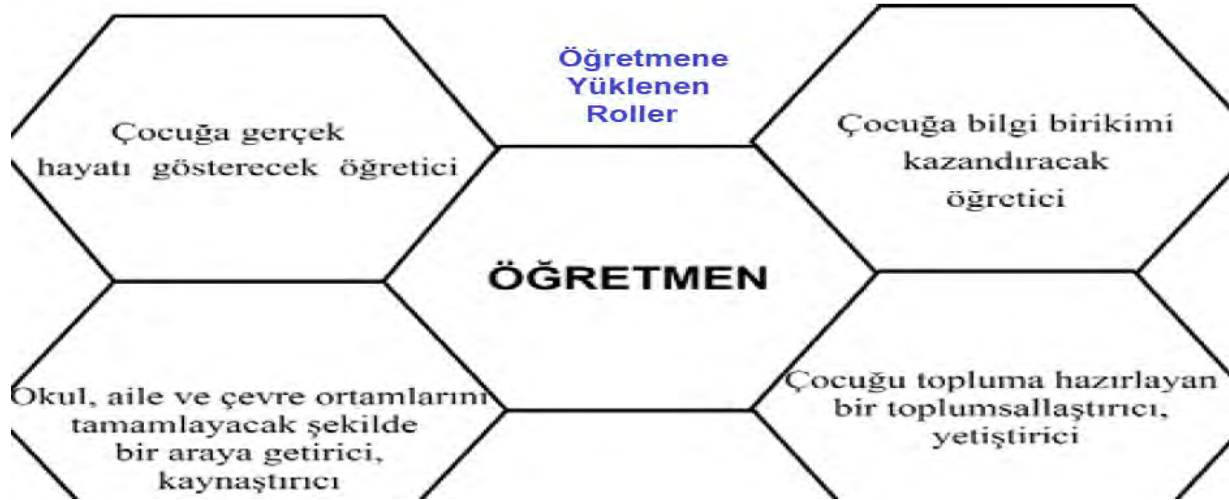 Öğretmene
Yüklenen
Roller
Çocuğa gerçek
hayatı gösterecek öğretici
Çocuğa bilgi birikimi
kazandıracak
öğretici
ÖĞRETMEN
Okul, aile ve çevre ortamlarını
tamamlayacak şekilde
bir araya getirici,
kaynaştırıcı
Çocuğu topluma hazırlayan
bir toplumsallaştırıcı,
yetiştirici